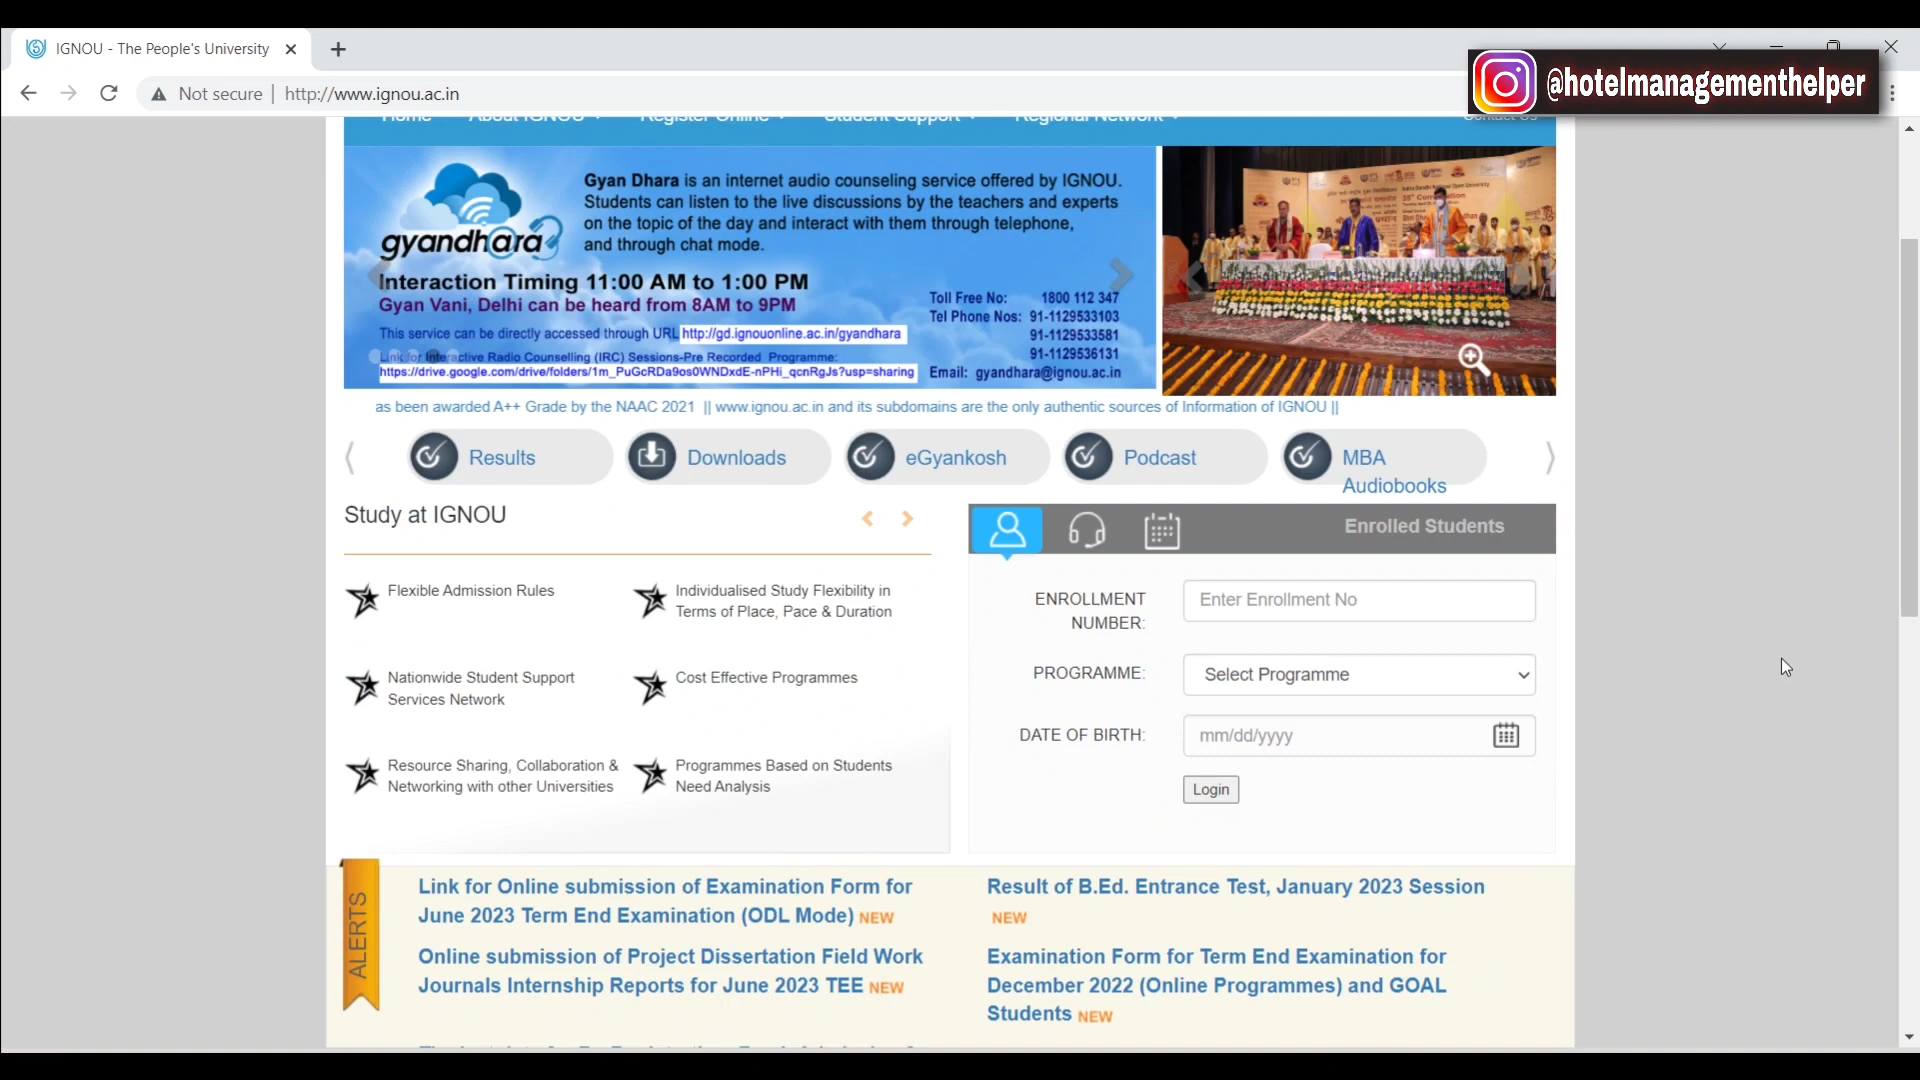 IGNOU - The People's University
@hotelmanagementhelper
Not secure
http://www.ignou.ac.in
Home About IGNOU Register Online Student Support Regional Network Contact Us
gyandhara
Gyan Dhara is an internet audio counseling service offered by IGNOU.
Students can listen to the live discussions by the teachers and experts
on the topic of the day and interact with them through telephone,
and through chat mode.
Interaction Timing 11:00 AM to 1:00 PM
Gyan Vani, Delhi can be heard from 8AM to 9PM
This service can be directly accessed through URL http://gd.ignouonline.ac.in/gyandhara
Link for Interactive Radio Counselling (IRC) Sessions-Pre Recorded Programme:
https://drive.google.com/drive/folders/1m_PuGcRDa9os0WNDxdE-nPHi_qcnRgJs?usp=sharing
Toll Free No: 1800 112 347
Tel Phone Nos: 91-1129533103
91-1129533581
91-1129536131
Email: gyandhara@ignou.ac.in
as been awarded A++ Grade by the NAAC 2021 || www.ignou.ac.in and its subdomains are the only authentic sources of Information of IGNOU ||
Results
Downloads
eGyankosh
Podcast
MBA
Audiobooks
Study at IGNOU
Flexible Admission Rules
Individualised Study Flexibility in
Terms of Place, Pace & Duration
Nationwide Student Support
Services Network
Cost Effective Programmes
Resource Sharing, Collaboration &
Networking with other Universities
Programmes Based on Students
Need Analysis
Enrolled Students
ENROLLMENT
NUMBER:
Enter Enrollment No
PROGRAMME:
Select Programme
DATE OF BIRTH:
mm/dd/yyyy
Login
ALERTS
Link for Online submission of Examination Form for
June 2023 Term End Examination (ODL Mode) NEW
Online submission of Project Dissertation Field Work
Journals Internship Reports for June 2023 TEE NEW
Result of B.Ed. Entrance Test, January 2023 Session
NEW
Examination Form for Term End Examination for
December 2022 (Online Programmes) and GOAL
Students NEW